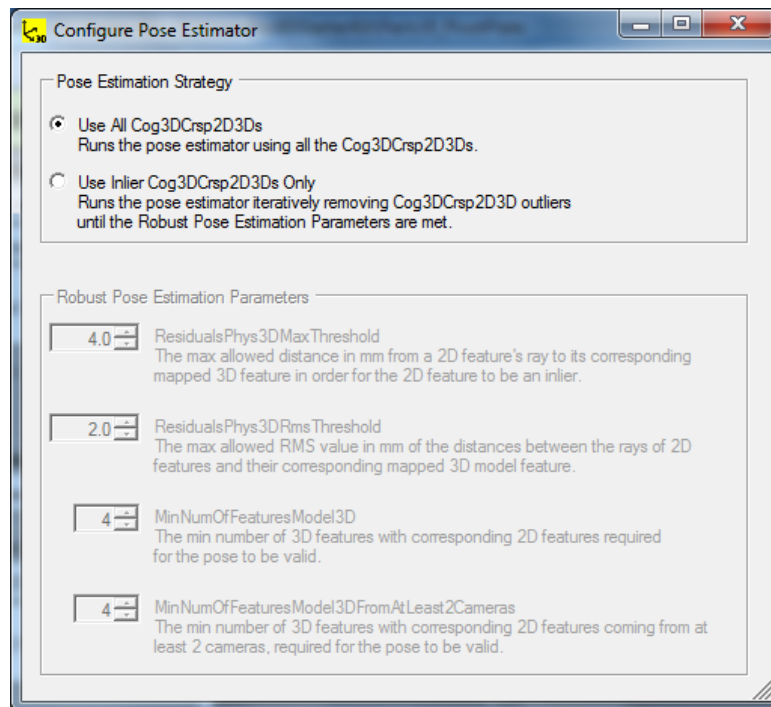 3D
Configure Pose Estimator
Pose Estimation Strategy
Use All Cog3DCrsp2D3Ds
Runs the pose estimator using all the Cog3DCrsp2D3Ds.
Use Inlier Cog3DCrsp2D3Ds Only
Runs the pose estimator iteratively removing Cog3DCrsp2D3D outliers
until the Robust Pose Estimation Parameters are met.
Robust Pose Estimation Parameters
4.0 ResidualsPhys3DMaxThreshold
The max allowed distance in mm from a 2D feature's ray to its corresponding
mapped 3D feature in order for the 2D feature to be an inlier.
2.0 ResidualsPhys3DRmsThreshold
The max allowed RMS value in mm of the distances between the rays of 2D
features and their corresponding mapped 3D model feature.
4 MinNumOfFeaturesModel3D
The min number of 3D features with corresponding 2D features required
for the pose to be valid.
4 MinNumOfFeaturesModel3DFromAtLeast2Cameras
The min number of 3D features with corresponding 2D features coming from at
least 2 cameras, required for the pose to be valid.